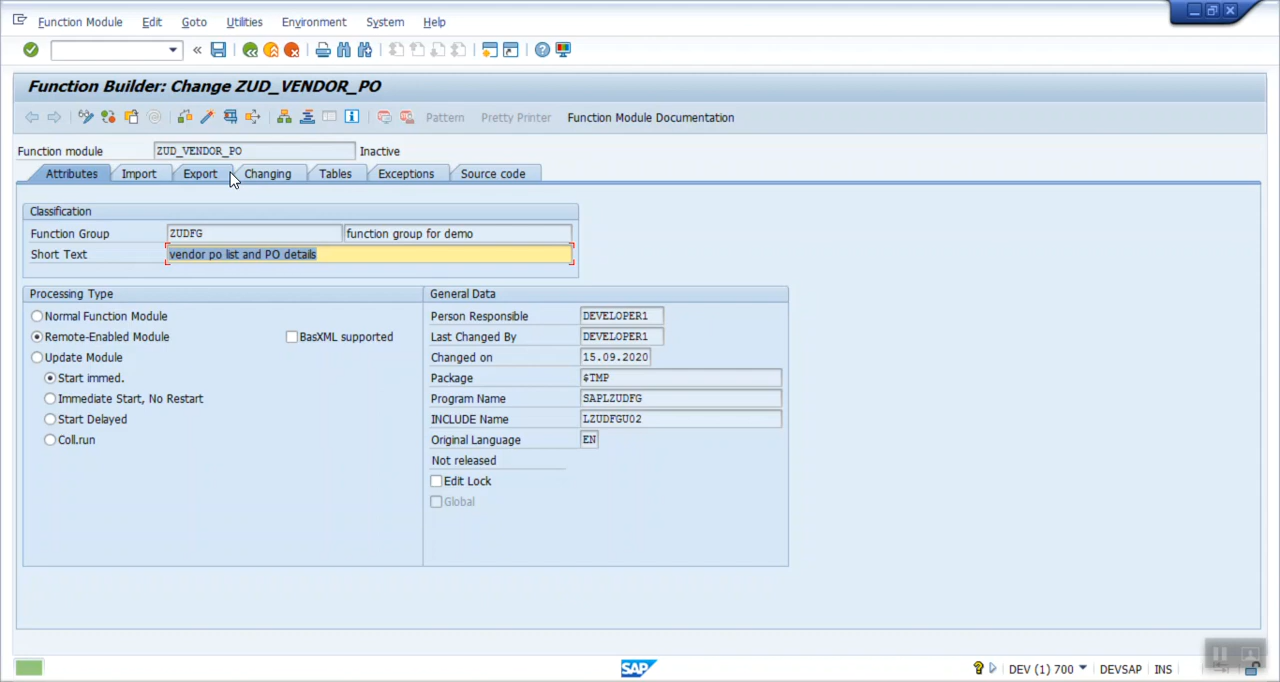 Function Module Edit Goto Utilities Environment System Help
Function Builder: Change ZUD_VENDOR_PO
Pattern Pretty Printer Function Module Documentation
Function module ZUD_VENDOR_PO Inactive
Attributes Import Export Changing Tables Exceptions Source code
Classification
Function Group ZUDFG function group for demo
Short Text vendor po list and PO details
Processing Type
Normal Function Module
Remote-Enabled Module BasXML supported
Update Module
Start immed.
Immediate Start, No Restart
Start Delayed
Coll.run
General Data
Person Responsible DEVELOPER1
Last Changed By DEVELOPER1
Changed on 15.09.2020
Package $TMP
Program Name SAPLZUDFG
INCLUDE Name LZUDFGU02
Original Language EN
Not released
Edit Lock
Global
SAP DEV (1) 700 DEVSAP INS